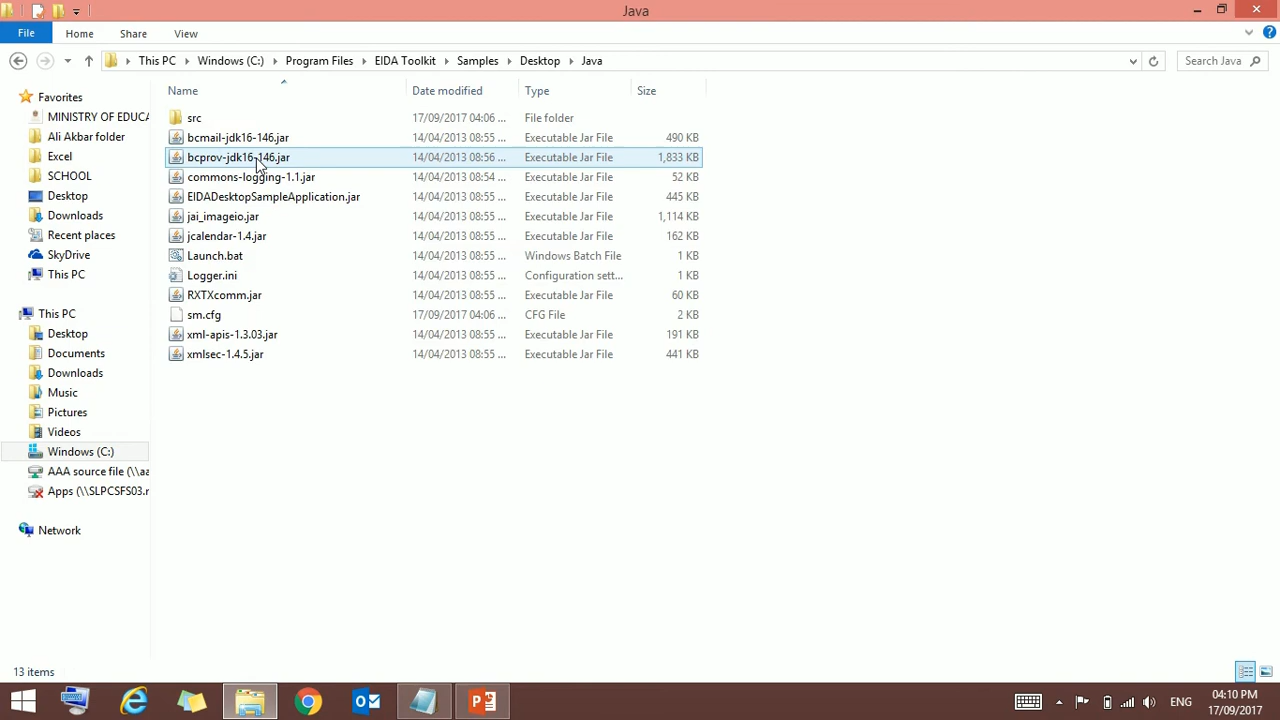 Java
File Home Share View
This PC Windows (C:) Program Files EIDA Toolkit Samples Desktop Java Search Java
Name Date modified Type Size
src 17/09/2017 04:06 ... File folder
bcmail-jdk16-146.jar 14/04/2013 08:55 ... Executable Jar File 490 KB
bcprov-jdk16-146.jar 14/04/2013 08:56 ... Executable Jar File 1,833 KB
commons-logging-1.1.jar 14/04/2013 08:54 ... Executable Jar File 52 KB
EIDADesktopSampleApplication.jar 14/04/2013 08:55 ... Executable Jar File 445 KB
jai_imageio.jar 14/04/2013 08:55 ... Executable Jar File 1,114 KB
jcalendar-1.4.jar 14/04/2013 08:55 ... Executable Jar File 162 KB
Launch.bat 14/04/2013 08:55 ... Windows Batch File 1 KB
Logger.ini 14/04/2013 08:55 ... Configuration sett... 1 KB
RXTXcomm.jar 14/04/2013 08:55 ... Executable Jar File 60 KB
sm.cfg 17/09/2017 04:06 ... CFG File 2 KB
xml-apis-1.3.03.jar 14/04/2013 08:55 ... Executable Jar File 191 KB
xmlsec-1.4.5.jar 14/04/2013 08:55 ... Executable Jar File 441 KB
Favorites
MINISTRY OF EDUCA
Ali Akbar folder
Excel
SCHOOL
Desktop
Downloads
Recent places
SkyDrive
This PC
This PC
Desktop
Documents
Downloads
Music
Pictures
Videos
Windows (C:)
AAA source file (\\aa
Apps (\\SLPCSFS03.r
Network
13 items
ENG
04:10 PM
17/09/2017